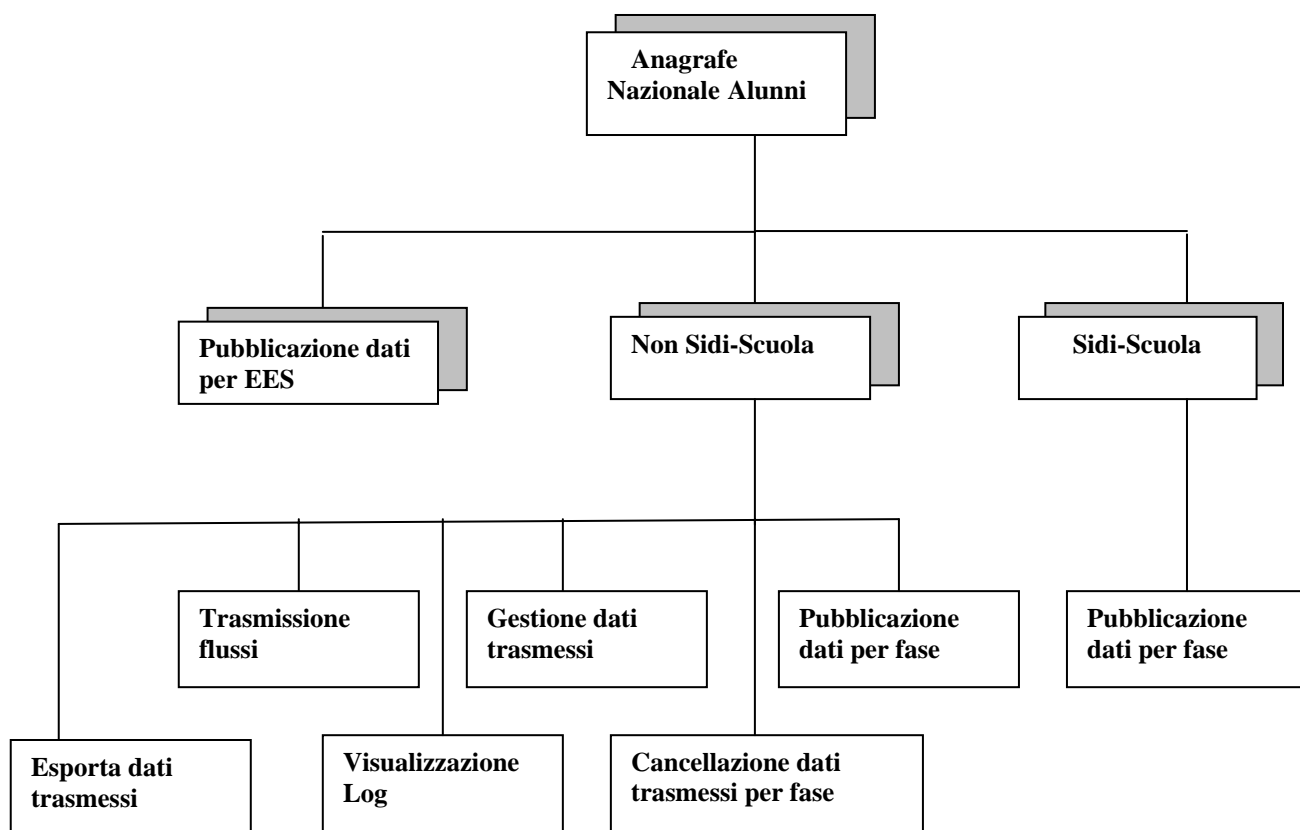 Anagrafe
Nazionale Alunni
Pubblicazione dati
per EES
Non Sidi-Scuola
Sidi-Scuola
Trasmissione
flussi
Gestione dati
trasmessi
Pubblicazione
dati per fase
Pubblicazione
dati per fase
Esporta dati
trasmessi
Visualizzazione
Log
Cancellazione dati
trasmessi per fase